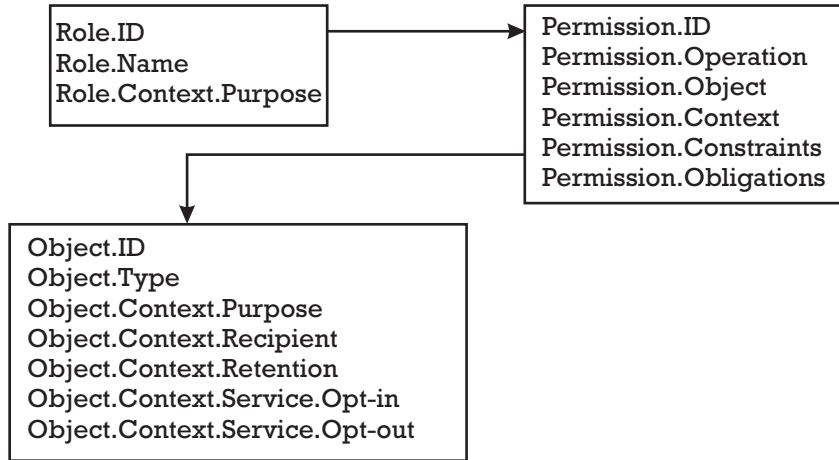 Role.ID
Role.Name
Role.Context.Purpose
Permission.ID
Permission.Operation
Permission.Object
Permission.Context
Permission.Constraints
Permission.Obligations
Object.ID
Object.Type
Object.Context.Purpose
Object.Context.Recipient
Object.Context.Retention
Object.Context.Service.Opt-in
Object.Context.Service.Opt-out